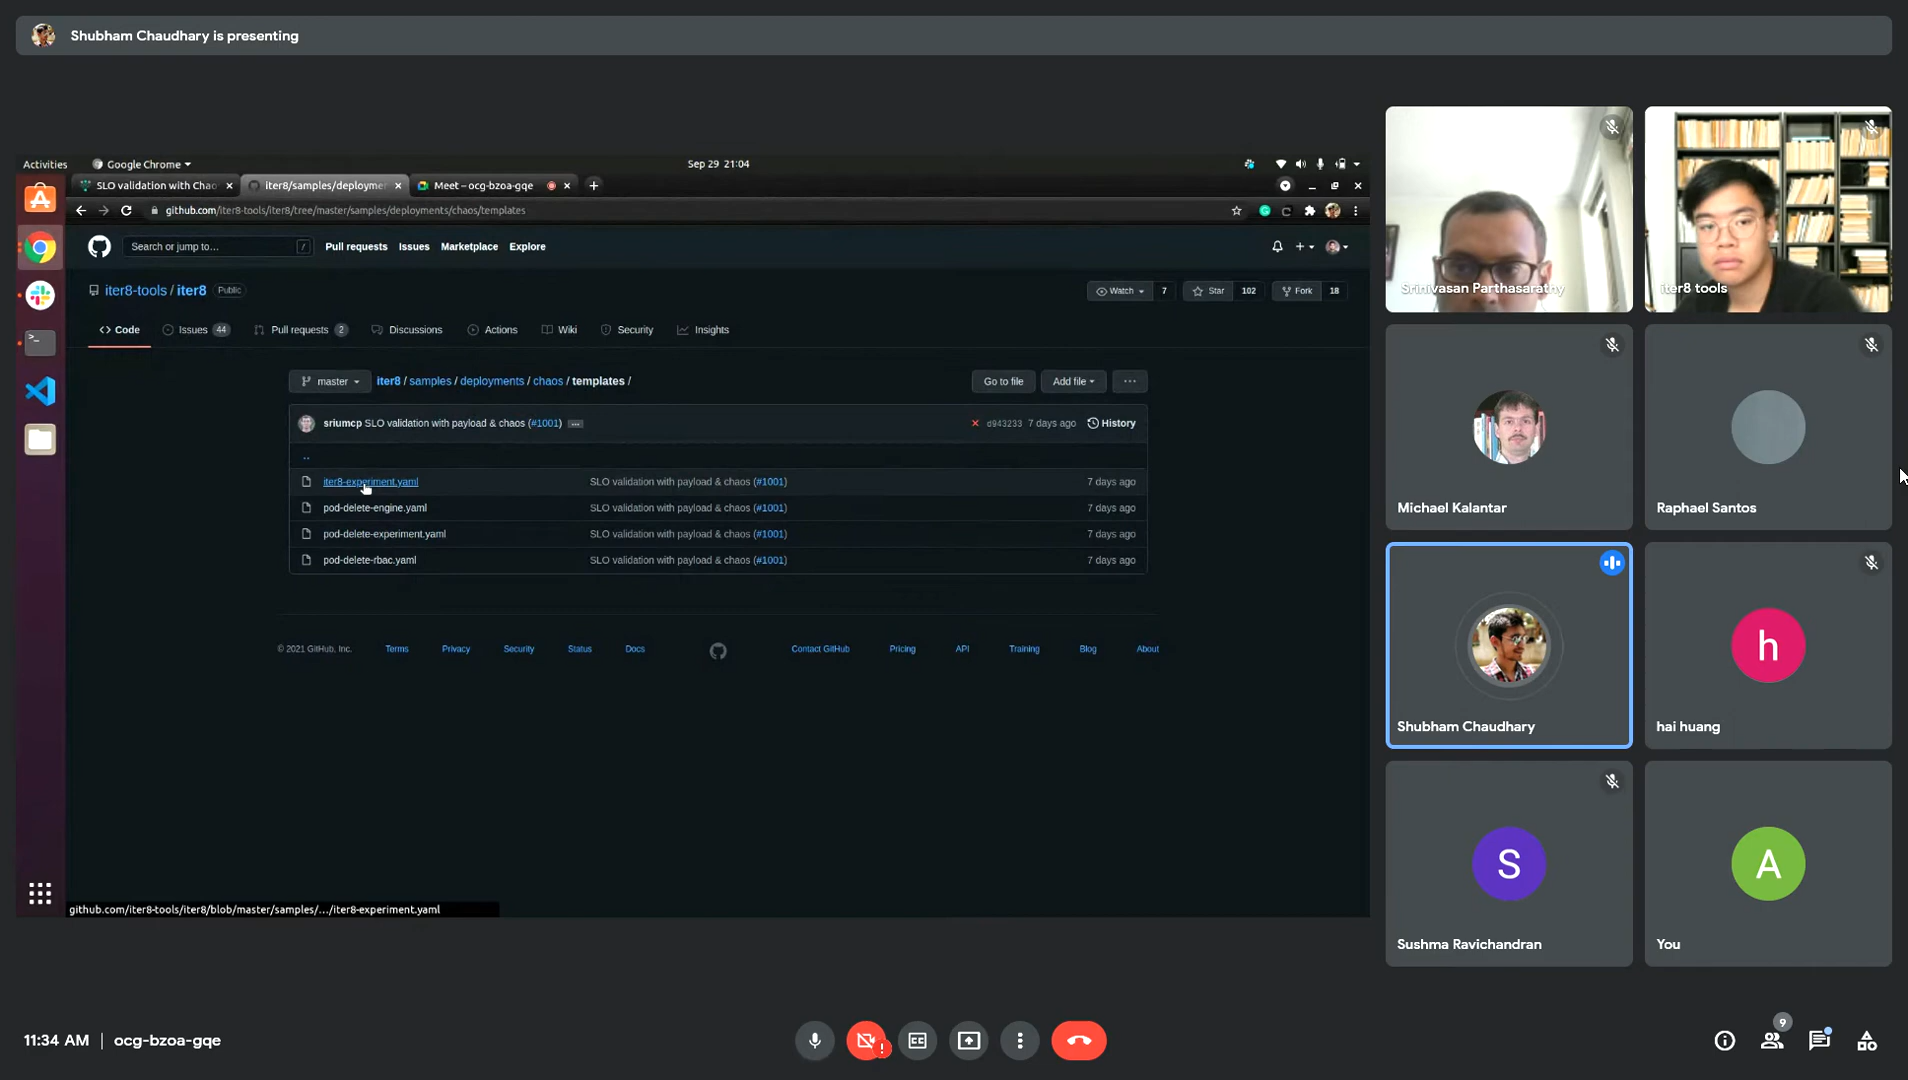 Shubham Chaudhary is presenting
Activities Google Chrome Sep 29 21:04
SLO validation with Chao iter8/samples/deployme Meet – ocg-bzoa-gqe
github.com/iter8-tools/iter8/tree/master/samples/deployments/chaos/templates
Search or jump to... / Pull requests Issues Marketplace Explore
iter8-tools / iter8 Public Watch 7 Star 102 Fork 18
<> Code Issues 44 Pull requests 2 Discussions Actions Wiki Security Insights
master iter8 / samples / deployments / chaos / templates / Go to file Add file ...
sriumcp SLO validation with payload & chaos (#1001) ... d943233 7 days ago History
..
iter8-experiment.yaml SLO validation with payload & chaos (#1001) 7 days ago
pod-delete-engine.yaml SLO validation with payload & chaos (#1001) 7 days ago
pod-delete-experiment.yaml SLO validation with payload & chaos (#1001) 7 days ago
pod-delete-rbac.yaml SLO validation with payload & chaos (#1001) 7 days ago
© 2021 GitHub, Inc. Terms Privacy Security Status Docs Contact GitHub Pricing API Training Blog About
github.com/iter8-tools/iter8/blob/master/samples/.../iter8-experiment.yaml
Srinivasan Parthasarathy
iter8 tools
Michael Kalantar
Raphael Santos
Shubham Chaudhary
h
hai huang
S
Sushma Ravichandran
A
You
11:34 AM | ocg-bzoa-gqe
CC
9